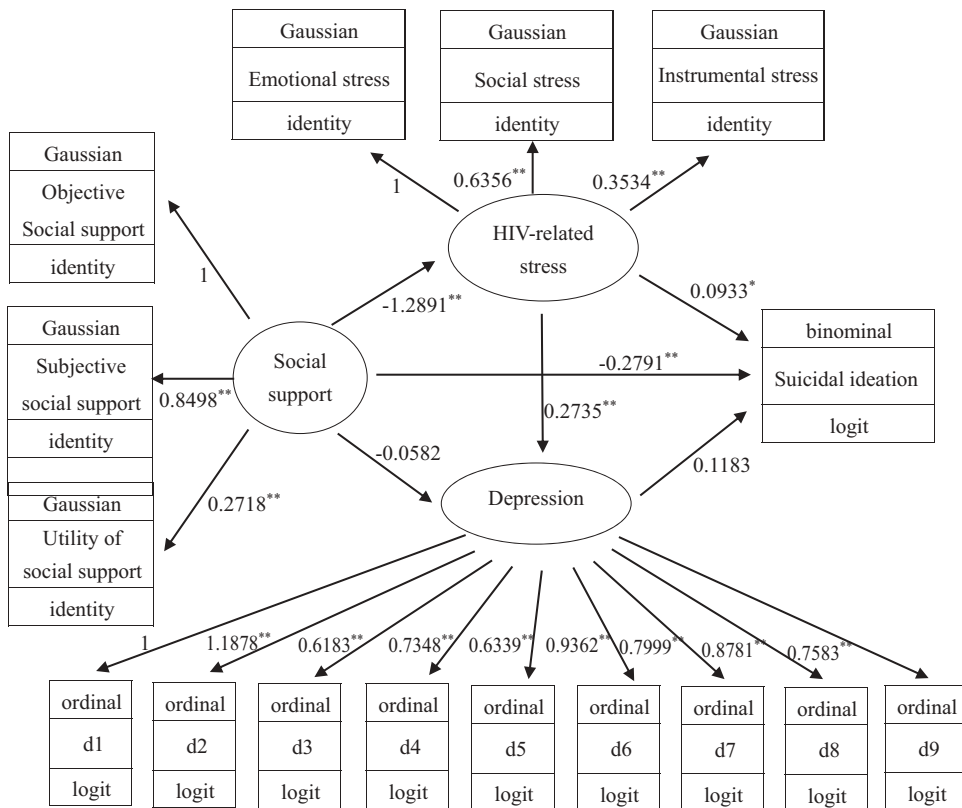 Gaussian
Emotional stress
identity
Gaussian
Social stress
identity
Gaussian
Instrumental stress
identity
Gaussian
Objective
Social support
identity
1
0.6356**
0.3534**
HIV-related
stress
1
-1.2891**
0.0933*
Gaussian
Subjective
social support
identity
0.8498**
Social
support
-0.2791**
binominal
Suicidal ideation
logit
0.2735**
-0.0582
0.1183
0.2718**
Depression
Gaussian
Utility of
social support
identity
1
1.1878**
0.6183**
0.7348**
0.6339**
0.9362**
0.7999**
0.8781**
0.7583**
ordinal
d1
logit
ordinal
d2
logit
ordinal
d3
logit
ordinal
d4
logit
ordinal
d5
logit
ordinal
d6
logit
ordinal
d7
logit
ordinal
d8
logit
ordinal
d9
logit